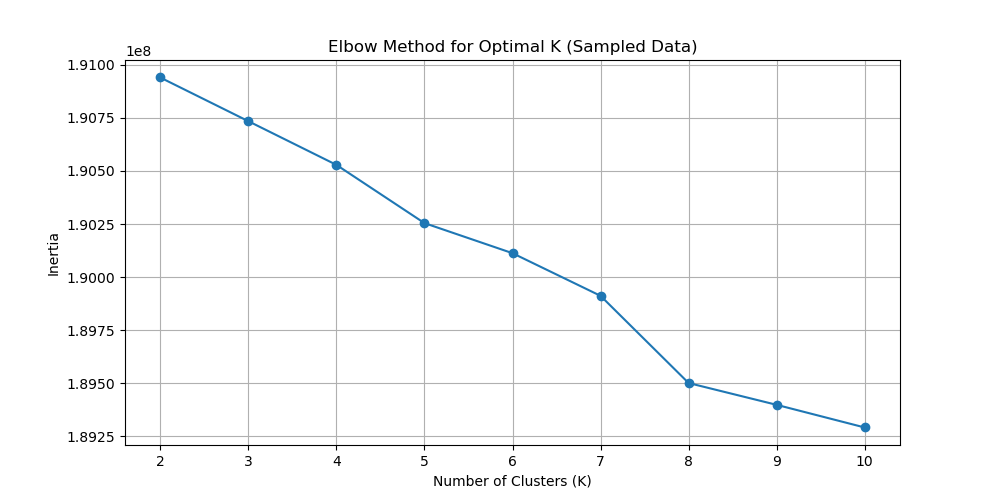 Elbow Method for Optimal K (Sampled Data)
1e8
1.9100
1.9075
1.9050
1.9025
1.9000
1.8975
1.8950
1.8925
Inertia
2 3 4 5 6 7 8 9 10
Number of Clusters (K)